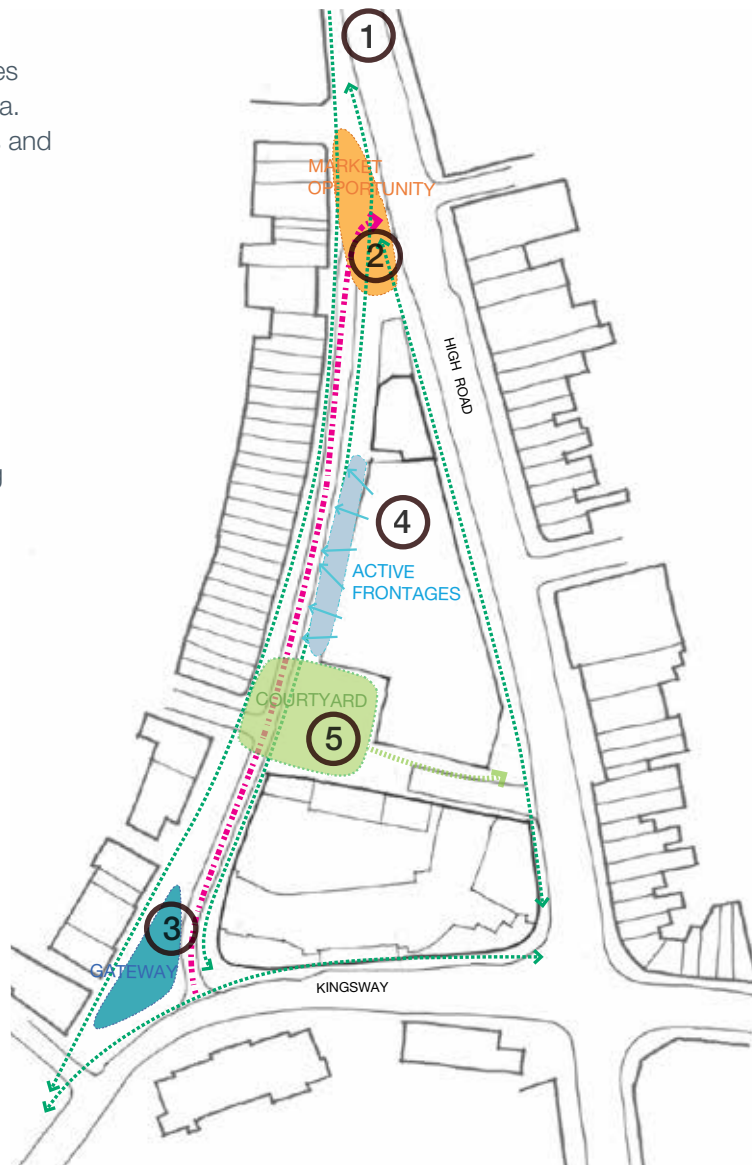 es
a.
and
1
MARKET
OPPORTUNITY
2
HIGH ROAD
4
ACTIVE
FRONTAGES
COURTYARD
5
3
GATEWAY
KINGSWAY